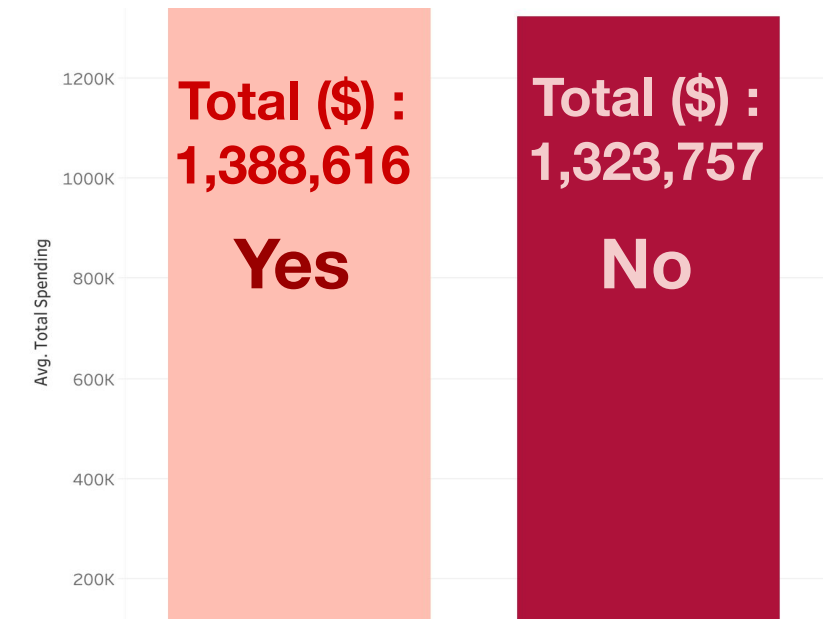 Avg. Total Spending
1200K
1000K
800K
600K
400K
200K
Total ($) :
1,388,616
Yes
Total ($) :
1,323,757
No